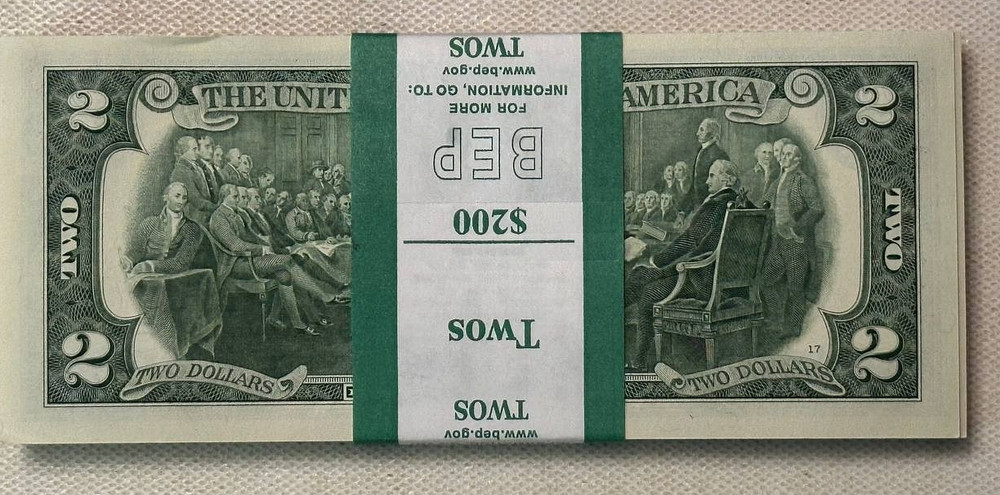 2
THE UNIT
AMERICA
2
TWO
TWO
2
TWO DOLLARS
17
TWO DOLLARS
2
www.bep.gov
TWOS
Twos
$200
BEP
FOR MORE
INFORMATION, GO TO:
www.bep.gov
TWOS